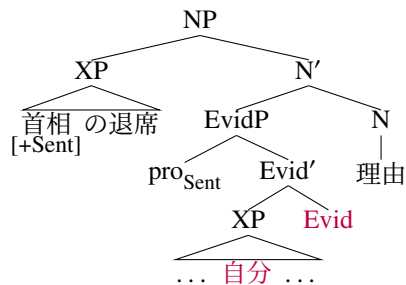 NP
XP N′
首相 の退席 EvidP N
[+Sent]
pro_Sent Evid′ 理由
XP Evid
... 自分 ...